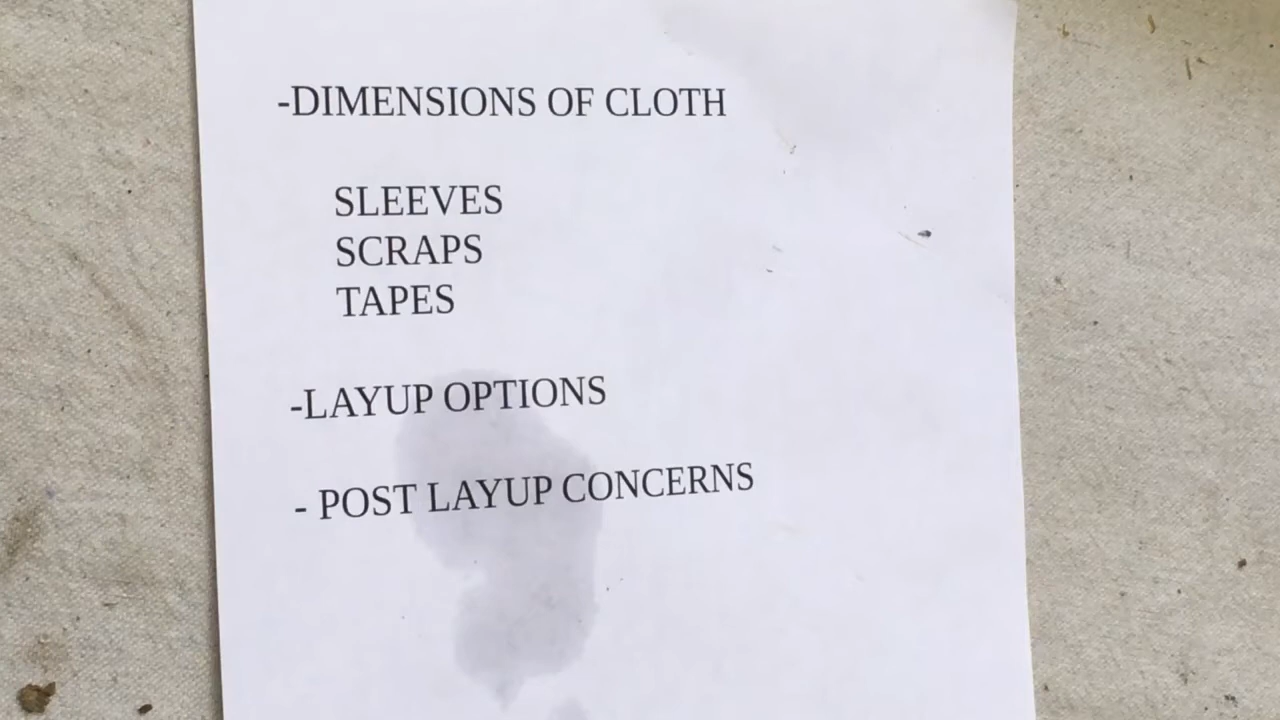 -DIMENSIONS OF CLOTH
SLEEVES
SCRAPS
TAPES
-LAYUP OPTIONS
- POST LAYUP CONCERNS